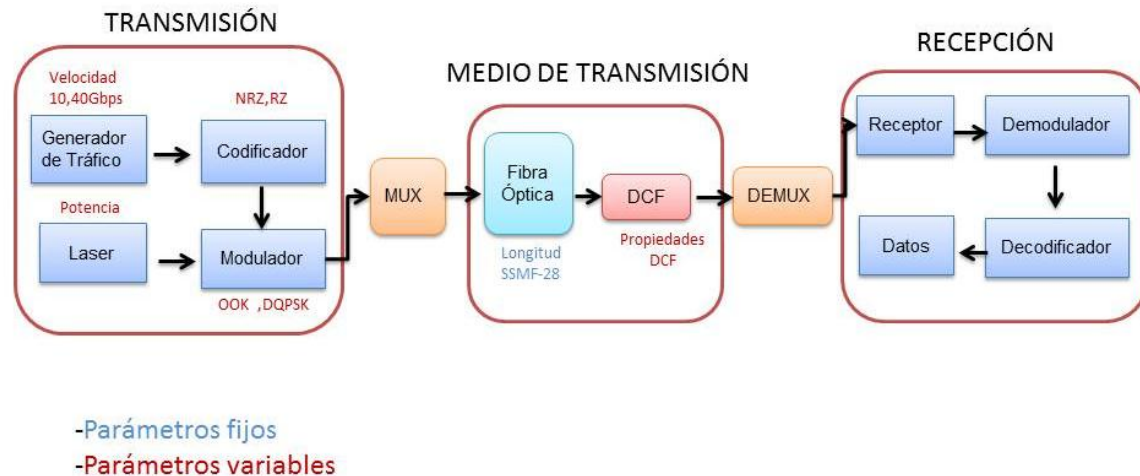 TRANSMISIÓN
Velocidad
10,40Gbps
NRZ,RZ
Generador
de Tráfico
Codificador
Potencia
Laser
Modulador
OOK ,DQPSK
MUX
MEDIO DE TRANSMISIÓN
Fibra
Óptica
DCF
Longitud
SSMF-28
Propiedades
DCF
DEMUX
RECEPCIÓN
Receptor
Demodulador
Datos
Decodificador
-Parámetros fijos
-Parámetros variables